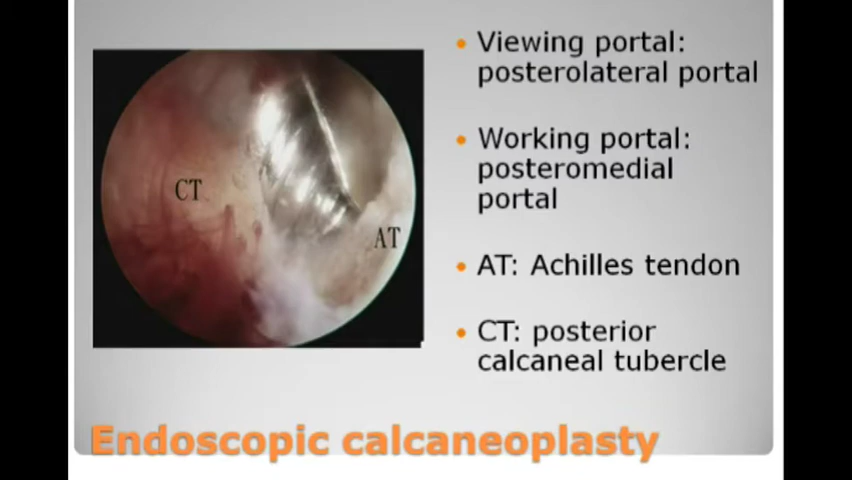 Viewing portal:
posterolateral portal
Working portal:
posteromedial
portal
CT
AT
AT: Achilles tendon
CT: posterior
calcaneal tubercle
Endoscopic calcaneoplasty